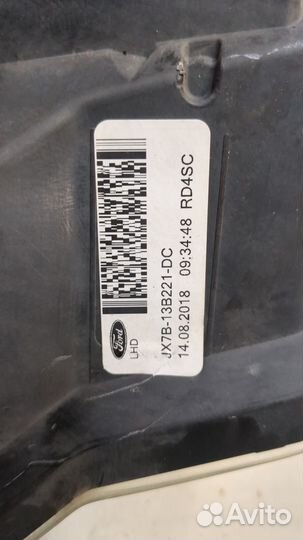 Ford
LHD
JX7B-13B221-DC
14.08.2018 09:34:48 RD4SC
Avito